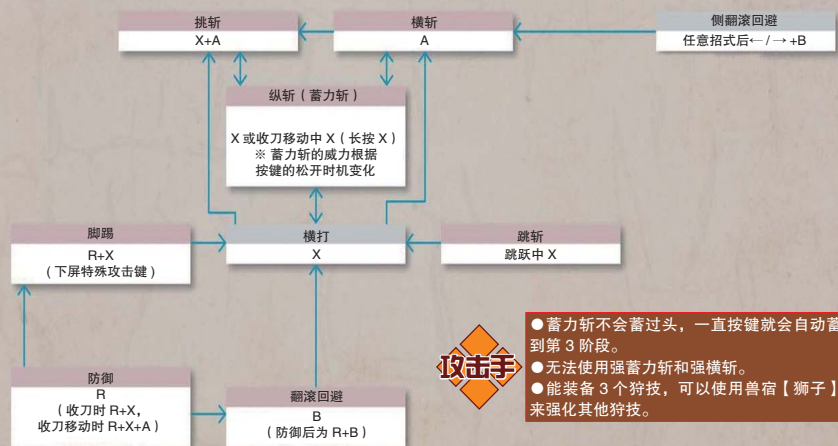 挑斩
X+A
横斩
A
侧翻滚回避
任意招式后←/→+B
纵斩（蓄力斩）
X 或收刀移动中 X（长按 X）
※ 蓄力斩的威力根据
按键的松开时机变化
脚踢
R+X
（下屏特殊攻击键）
横打
X
跳斩
跳跃中 X
攻击手
●蓄力斩不会蓄过头，一直按键就会自动蓄
到第 3 阶段。
●无法使用强蓄力斩和强横斩。
●能装备 3 个狩技，可以使用兽宿【狮子】
来强化其他狩技。
防御
R
（收刀时 R+X，
收刀移动时 R+X+A）
翻滚回避
B
（防御后为 R+B）